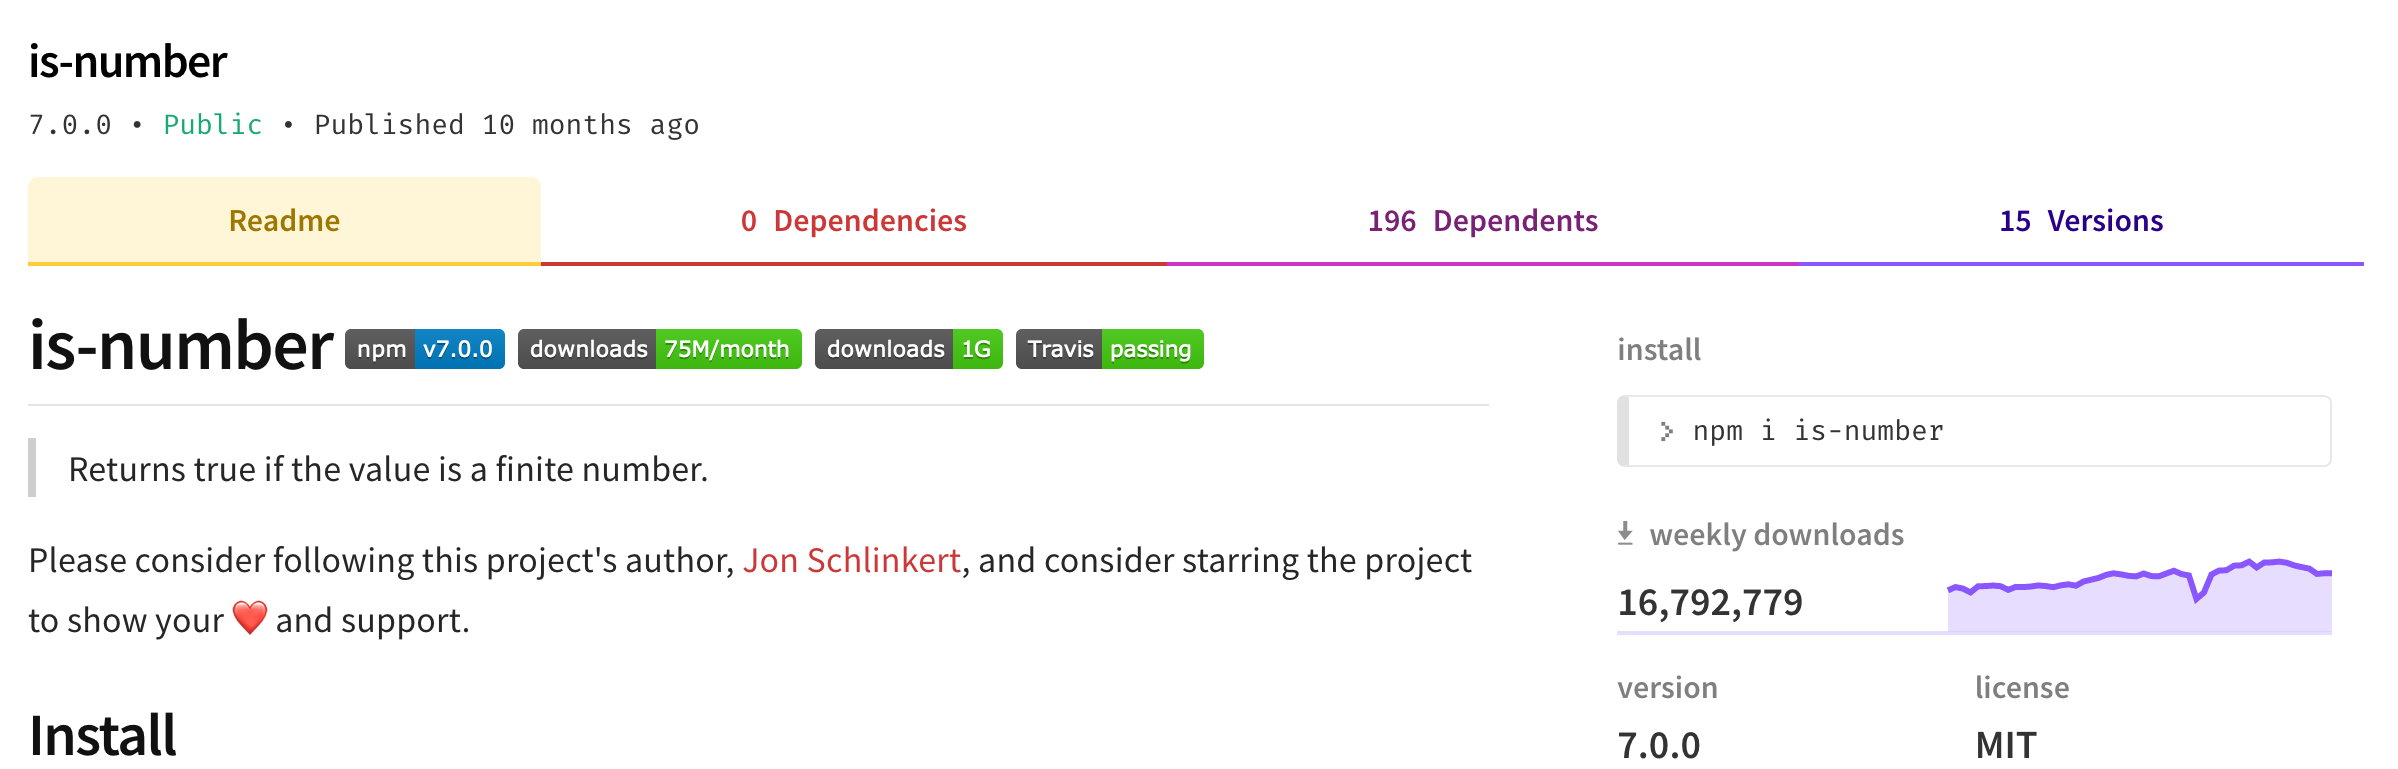 is-number
7.0.0 • Public • Published 10 months ago
Readme
0 Dependencies
196 Dependents
15 Versions
is-number npm v7.0.0 downloads 75M/month downloads 1G Travis passing
Returns true if the value is a finite number.
Please consider following this project's author, Jon Schlinkert, and consider starring the project
to show your ❤️ and support.
Install
install
> npm i is-number
weekly downloads
16,792,779
version
7.0.0
license
MIT